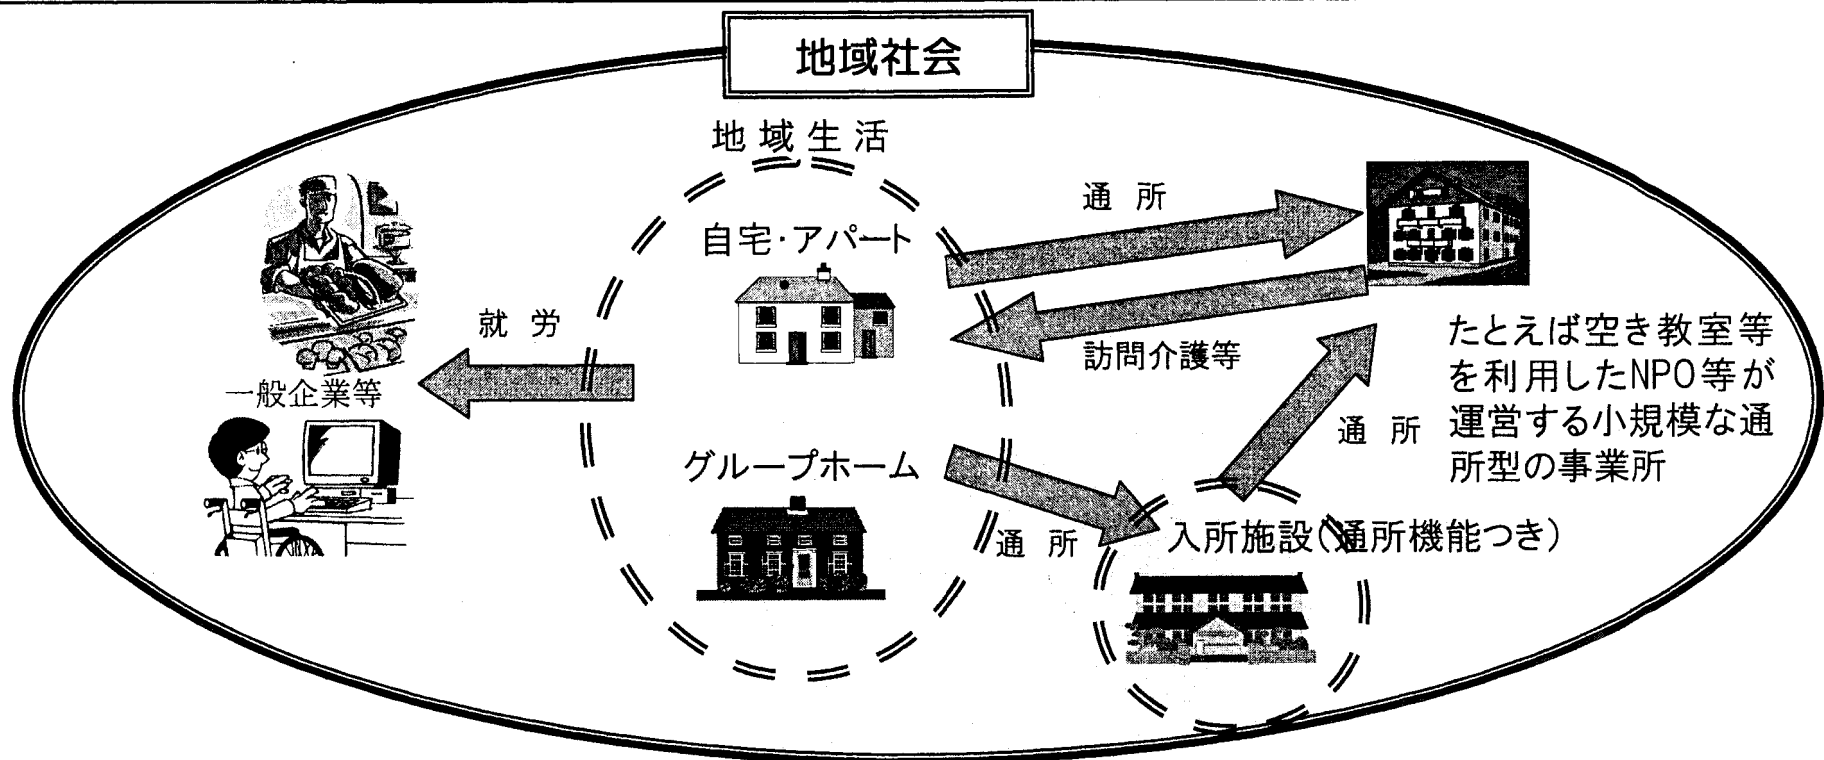 地域社会
地域生活
自宅・アパート
通所
訪問介護等
就労
一般企業等
たとえば空き教室等
を利用したNPO等が
運営する小規模な通
所型の事業所
通所
グループホーム
通所
入所施設(通所機能つき)